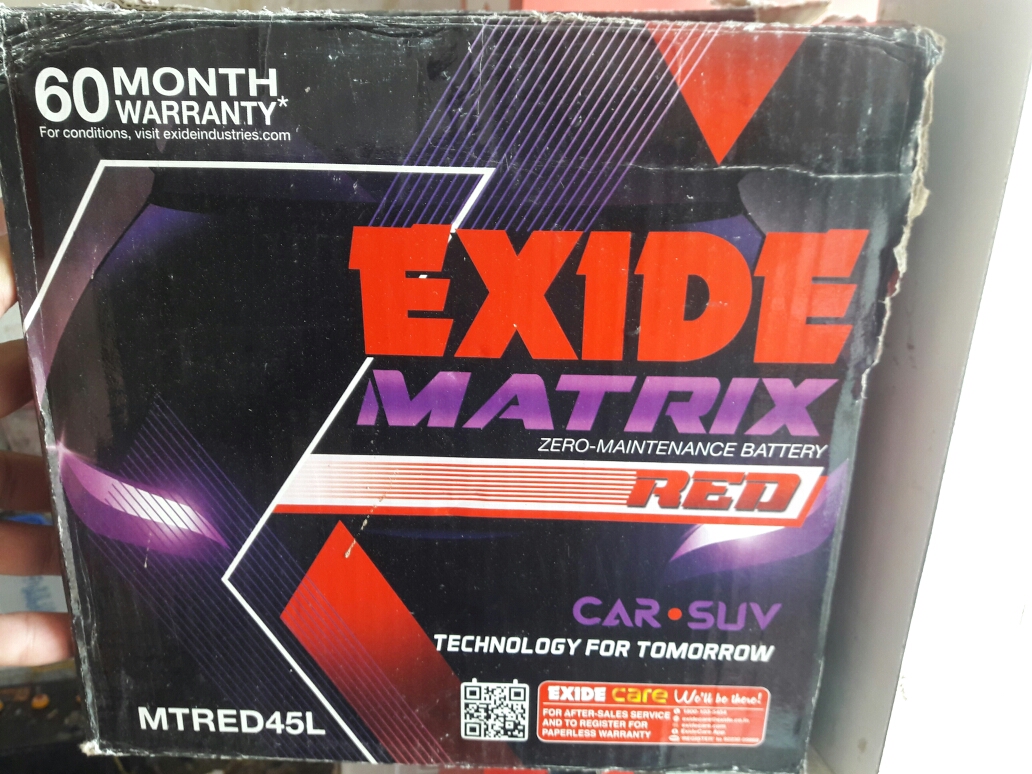 60 MONTH
WARRANTY*
For conditions, visit exideindustries.com
EXIDE
MATRIX
ZERO-MAINTENANCE BATTERY
RED
CAR • SUV
TECHNOLOGY FOR TOMORROW
MTRED45L
EXIDE care We'll be there!
FOR AFTER-SALES SERVICE
AND TO REGISTER FOR
PAPERLESS WARRANTY